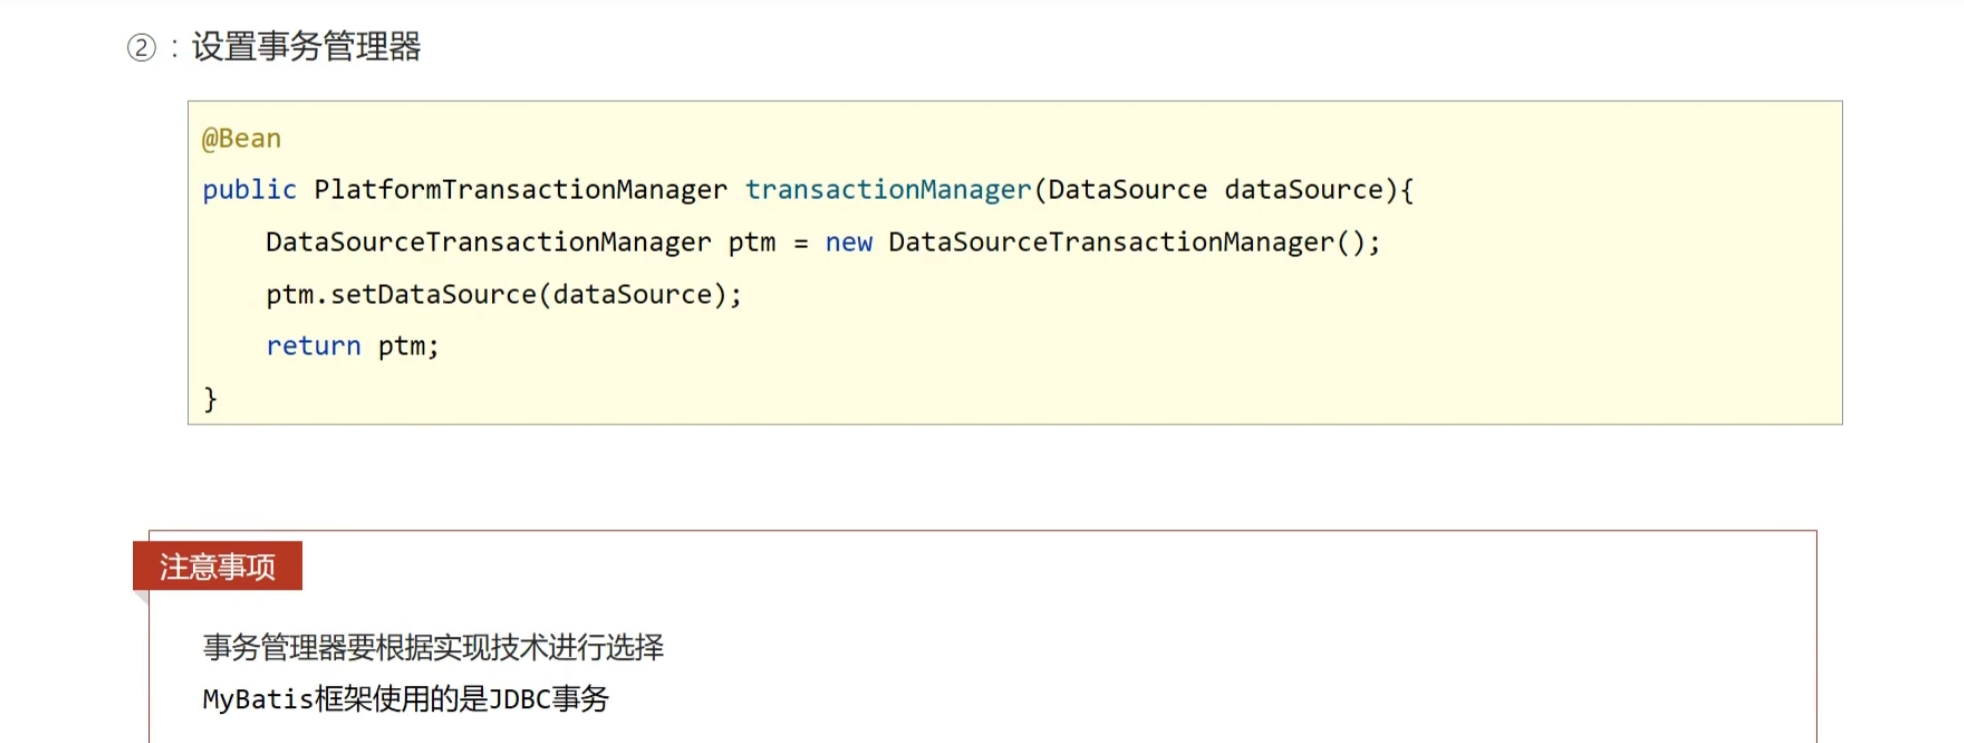 ②：设置事务管理器
@Bean
public PlatformTransactionManager transactionManager(DataSource dataSource){
    DataSourceTransactionManager ptm = new DataSourceTransactionManager();
    ptm.setDataSource(dataSource);
    return ptm;
}
注意事项
事务管理器要根据实现技术进行选择
MyBatis框架使用的是JDBC事务